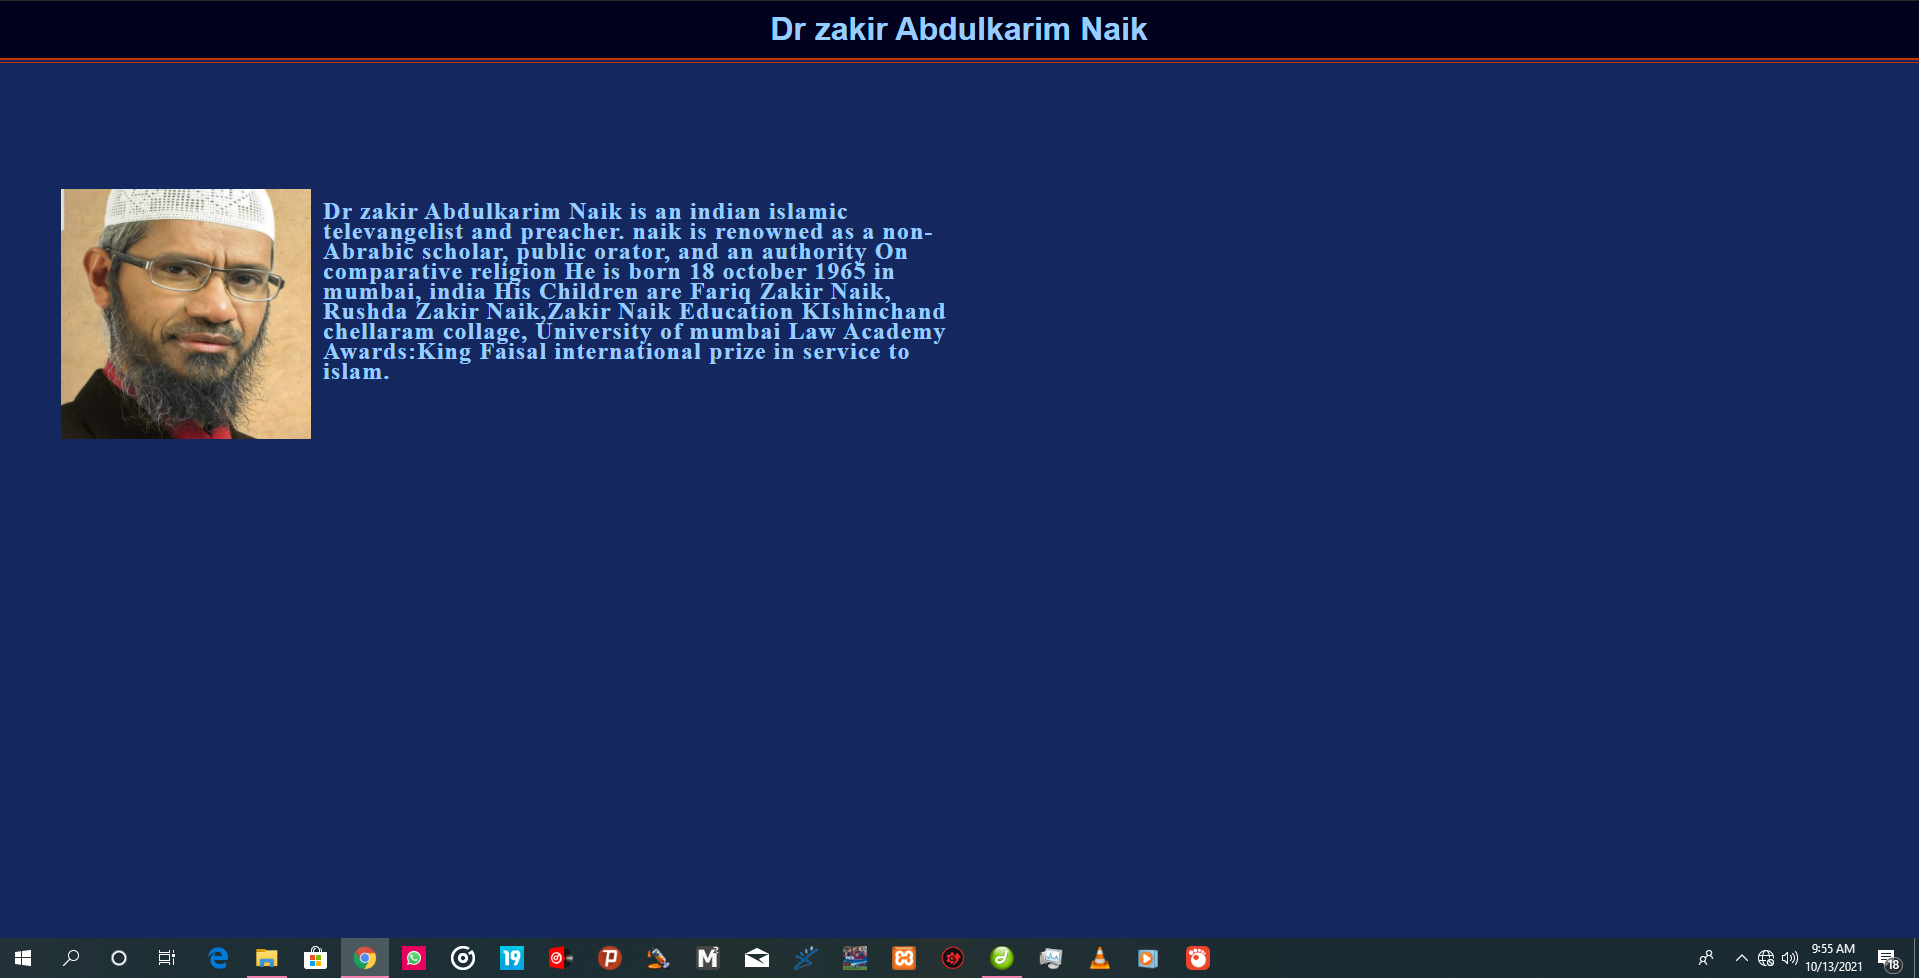 Dr zakir Abdulkarim Naik
Dr zakir Abdulkarim Naik is an indian islamic
televangelist and preacher. naik is renowned as a non-
Abrabic scholar, public orator, and an authority On
comparative religion He is born 18 october 1965 in
mumbai, india His Children are Fariq Zakir Naik,
Rushda Zakir Naik,Zakir Naik Education KIshinchand
chellaram collage, University of mumbai Law Academy
Awards:King Faisal international prize in service to
islam.
19
9:55 AM
10/13/2021
18